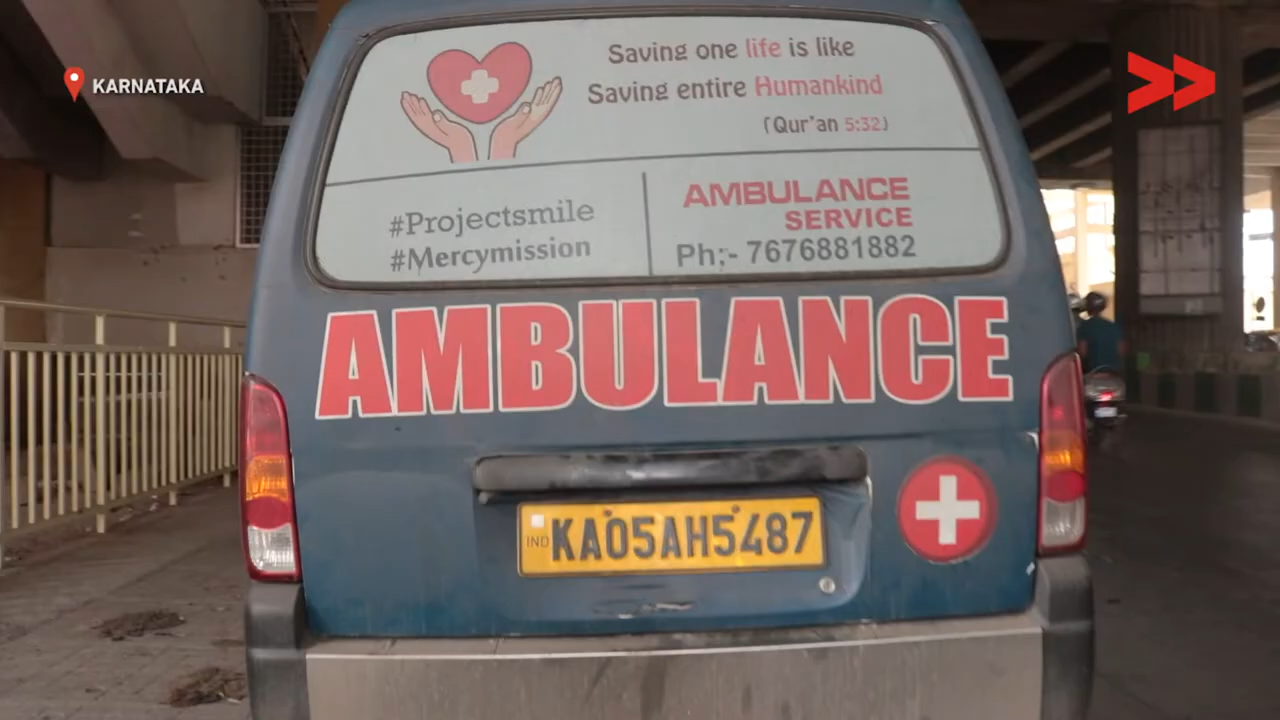 KARNATAKA
Saving one life is like
Saving entire Humankind
(Qur'an 5:32)
#Projectsmile
#Mercymission
AMBULANCE
SERVICE
Ph:- 7676881882
AMBULANCE
IND KA05AH5487